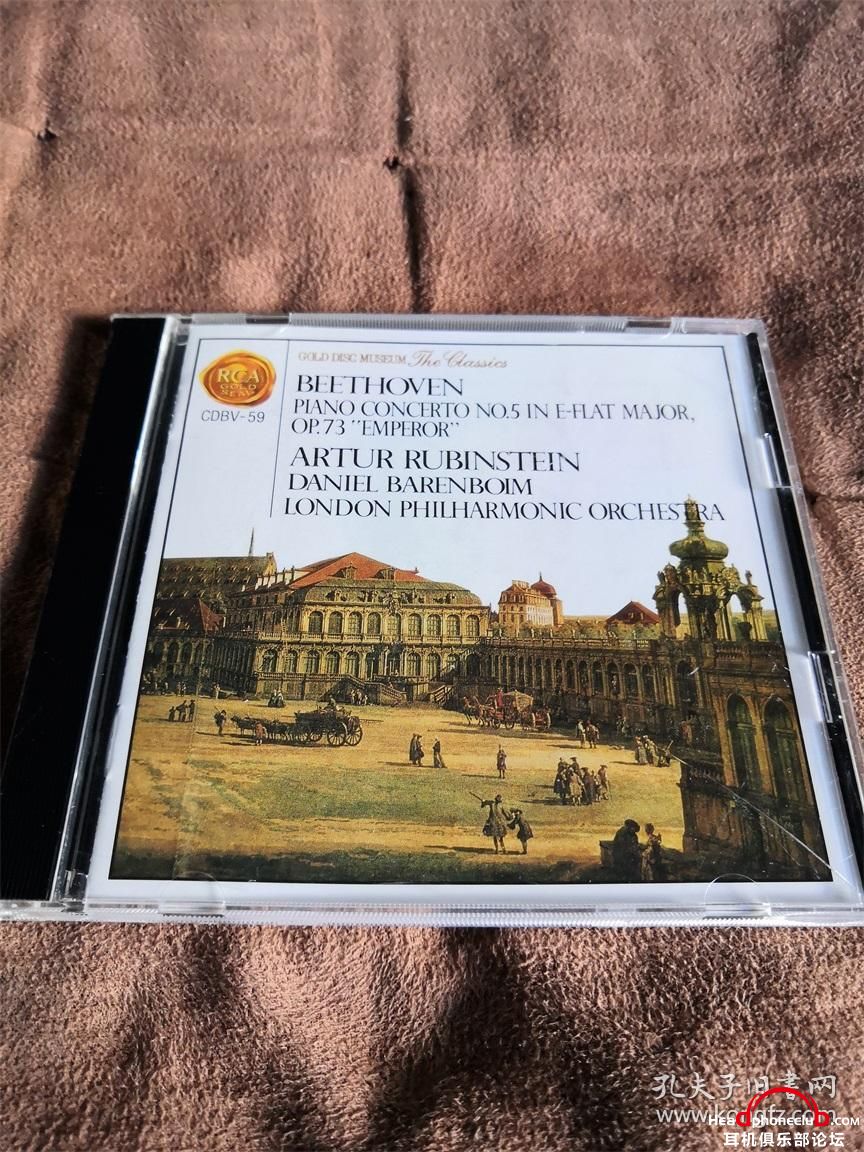 GOLD DISC MUSEUM The Classics
RCA
GOLD
SEAL
CDBV-59
BEETHOVEN
PIANO CONCERTO NO.5 IN E-FLAT MAJOR,
OP.73 "EMPEROR"
ARTUR RUBINSTEIN
DANIEL BARENBOIM
LONDON PHILHARMONIC ORCHESTRA
孔夫子旧书网
耳机俱乐部论坛